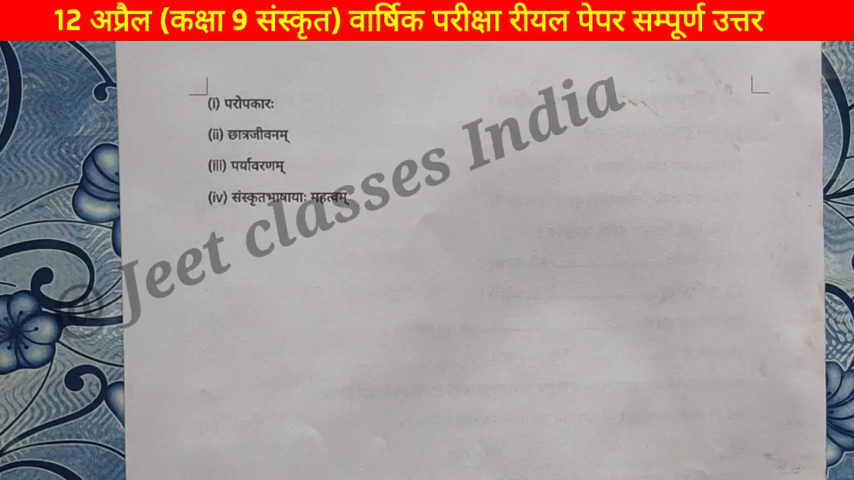 12 अप्रैल (कक्षा 9 संस्कृत) वार्षिक परीक्षा रीयल पेपर सम्पूर्ण उत्तर
(i) परोपकारः
(ii) छात्रजीवनम्
(iii) पर्यावरणम्
(iv) संस्कृतभाषायाः महत्वम्
© Jeet classes India